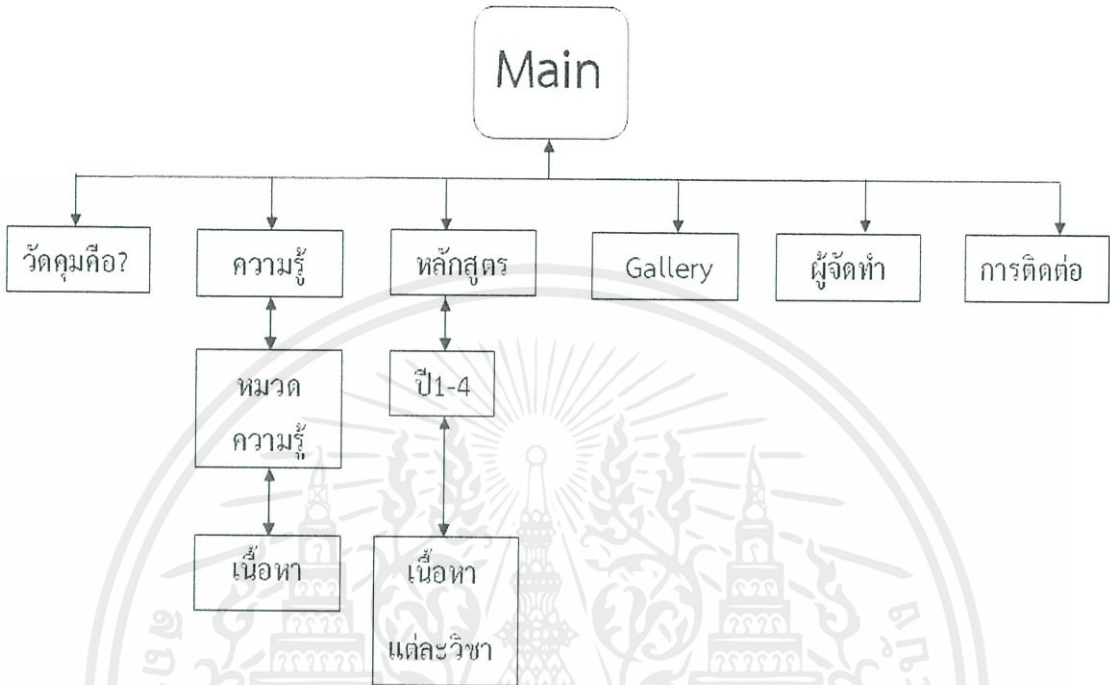 Main
วัดคุมคือ?
ความรู้
หลักสูตร
Gallery
ผู้จัดทำ
การติดต่อ
หมวด
ความรู้
ปี1-4
เนื้อหา
เนื้อหา
แต่ละวิชา